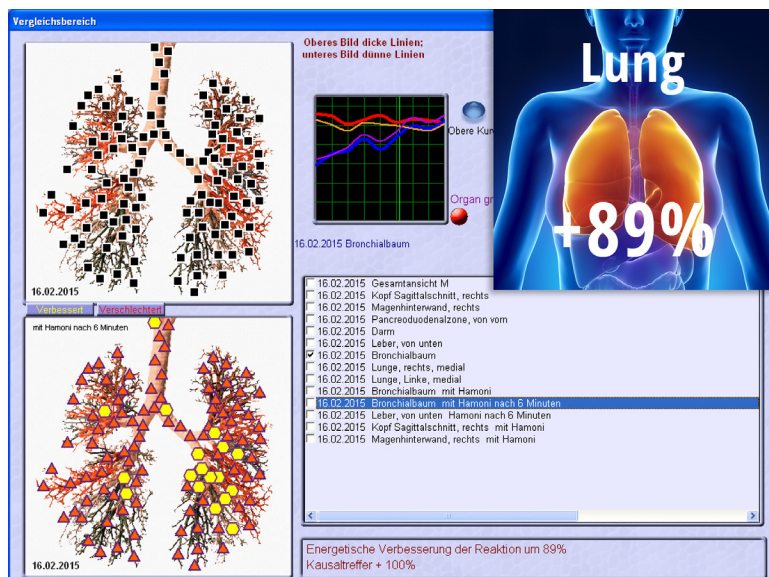 Vergleichsbereich
Oberes Bild dicke Linien;
unteres Bild dünne Linien
Lung
+89%
Obere Kurv
Organ gr
16.02.2015 Bronchialbaum
16.02.2015
Verbessert
Verschlechtert
mit Hamoni nach 6 Minuten
16.02.2015
16.02.2015 Gesamtansicht M
16.02.2015 Kopf Sagittalschnitt, rechts
16.02.2015 Magenhinterwand, rechts
16.02.2015 Pancreoduodenalzone, von vorn
16.02.2015 Darm
16.02.2015 Leber, von unten
16.02.2015 Bronchialbaum
16.02.2015 Lunge, rechts, medial
16.02.2015 Lunge, Linke, medial
16.02.2015 Bronchialbaum mit Hamoni
16.02.2015 Bronchialbaum mit Hamoni nach 6 Minuten
16.02.2015 Leber, von unten Hamoni nach 6 Minuten
16.02.2015 Kopf Sagittalschnitt, rechts mit Hamoni
16.02.2015 Magenhinterwand, rechts mit Hamoni
Energetische Verbesserung der Reaktion um 89%
Kausaltreffer + 100%